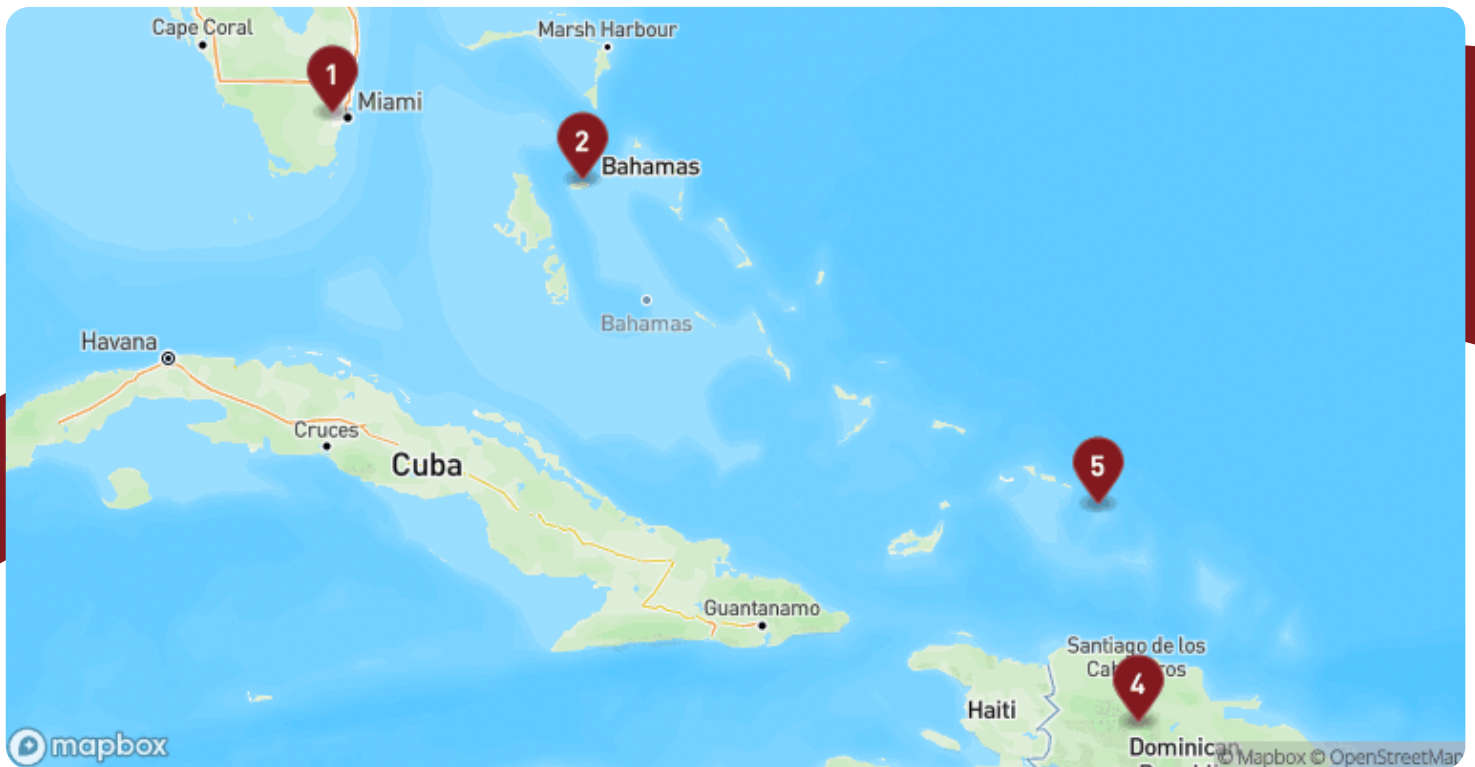 Cape Coral
Marsh Harbour
1
Miami
2
Bahamas
Bahamas
Havana
Cruces
Cuba
5
Guantanamo
Santiago de los
4
Haiti
Dominican
mapbox
© Mapbox © OpenStreetMap